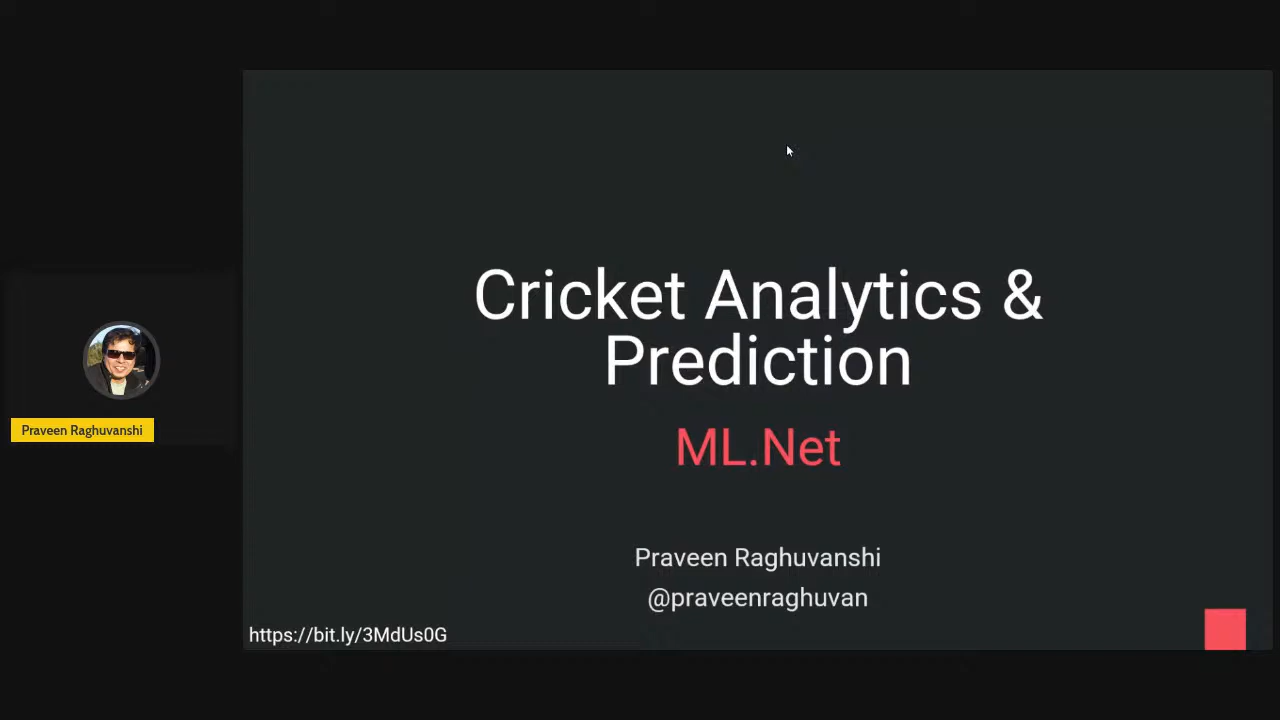 Cricket Analytics &
Prediction
ML.Net
Praveen Raghuvanshi
Praveen Raghuvanshi
@praveenraghuvan
https://bit.ly/3MdUs0G